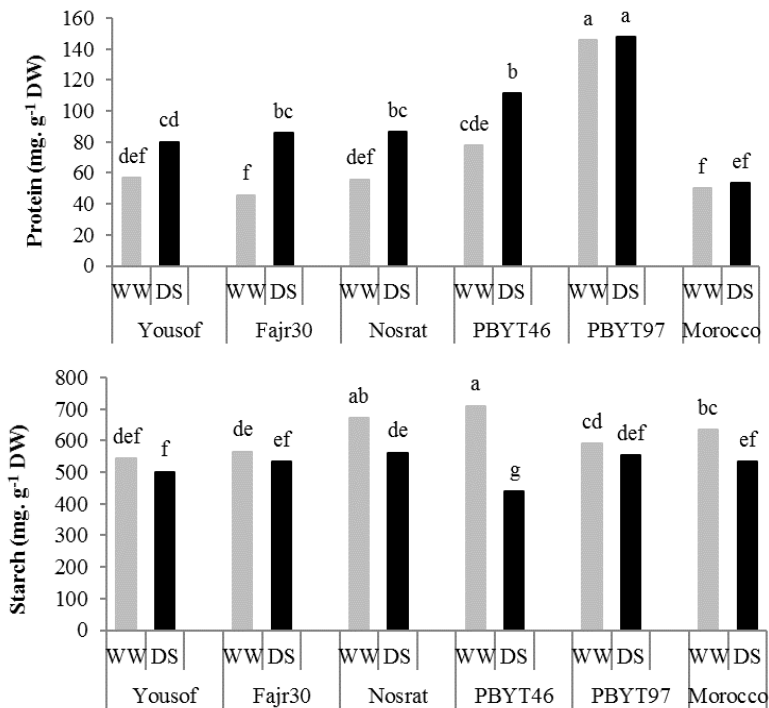 Protein (mg. g-1 DW)
160
140
120
100
80
60
40
20
0
def
cd
f
bc
def
bc
cde
b
a
a
f
ef
WW DS WW DS WW DS WW DS WW DS WW DS
Yousof Fajr30 Nosrat PBYT46 PBYT97 Morocco
Starch (mg. g-1 DW)
800
700
600
500
400
300
200
100
0
def
f
de
ef
ab
de
a
g
cd
def
bc
ef
WW DS WW DS WW DS WW DS WW DS WW DS
Yousof Fajr30 Nosrat PBYT46 PBYT97 Morocco